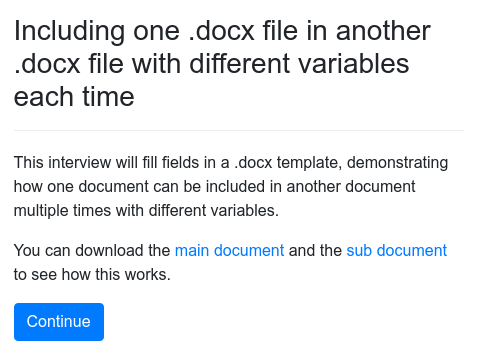 Including one .docx file in another
.docx file with different variables
each time
This interview will fill fields in a .docx template, demonstrating
how one document can be included in another document
multiple times with different variables.
You can download the main document and the sub document
to see how this works.
Continue